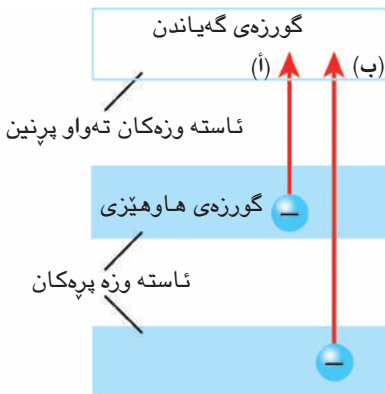 گورزەی گەیاندن
(أ)
(ب)
ئاستە وزەکان تەواو پڕنین
گورزەی هاوهێزی
ئاستە وزە پڕەکان